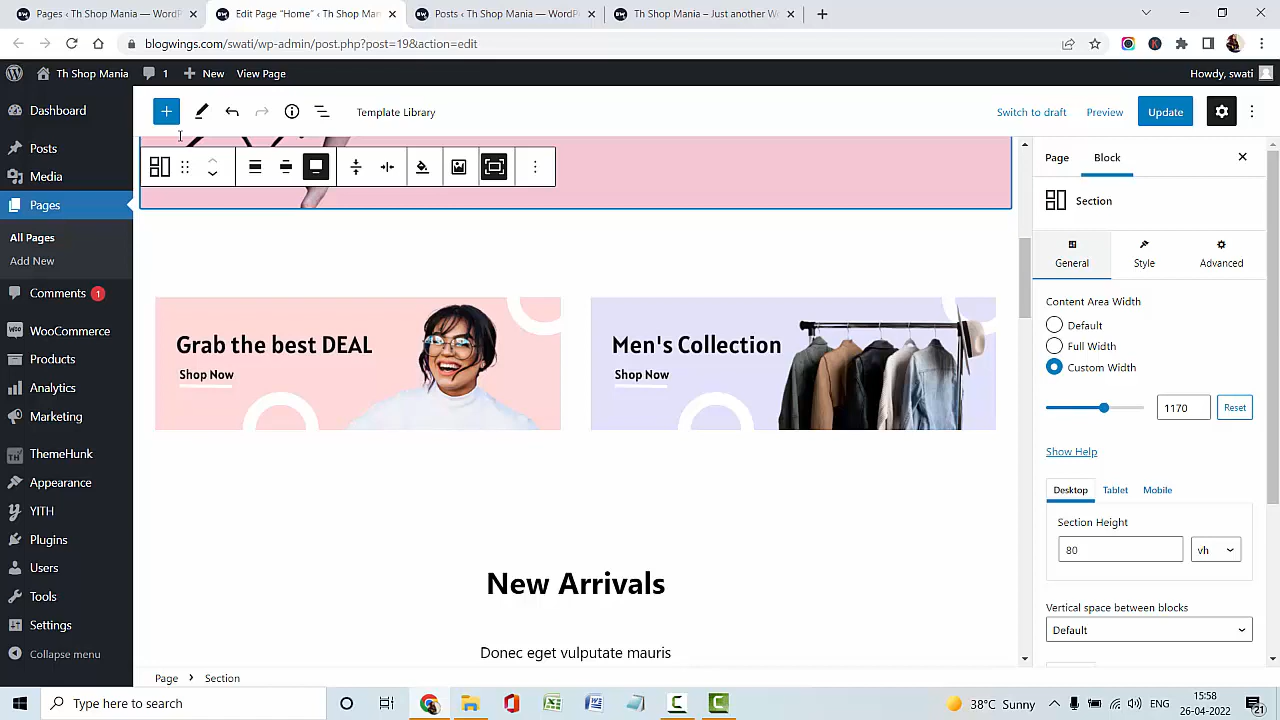 Pages ‹ Th Shop Mania — WordP
Edit Page "Home" ‹ Th Shop Man
Posts ‹ Th Shop Mania — WordPr
Th Shop Mania – Just another Wo
blogwings.com/swati/wp-admin/post.php?post=19&action=edit
Th Shop Mania
1
New
View Page
Howdy, swati
Dashboard
Posts
Media
Pages
All Pages
Add New
Comments 1
WooCommerce
Products
Analytics
Marketing
ThemeHunk
Appearance
YITH
Plugins
Users
Tools
Settings
Collapse menu
Template Library
Switch to draft
Preview
Update
Grab the best DEAL
Shop Now
Men's Collection
Shop Now
New Arrivals
Donec eget vulputate mauris
Page
Block
Section
General
Style
Advanced
Content Area Width
Default
Full Width
Custom Width
1170
Reset
Show Help
Desktop
Tablet
Mobile
Section Height
80
vh
Vertical space between blocks
Default
Page
Section
Type here to search
38°C Sunny
ENG
15:58
26-04-2022
21